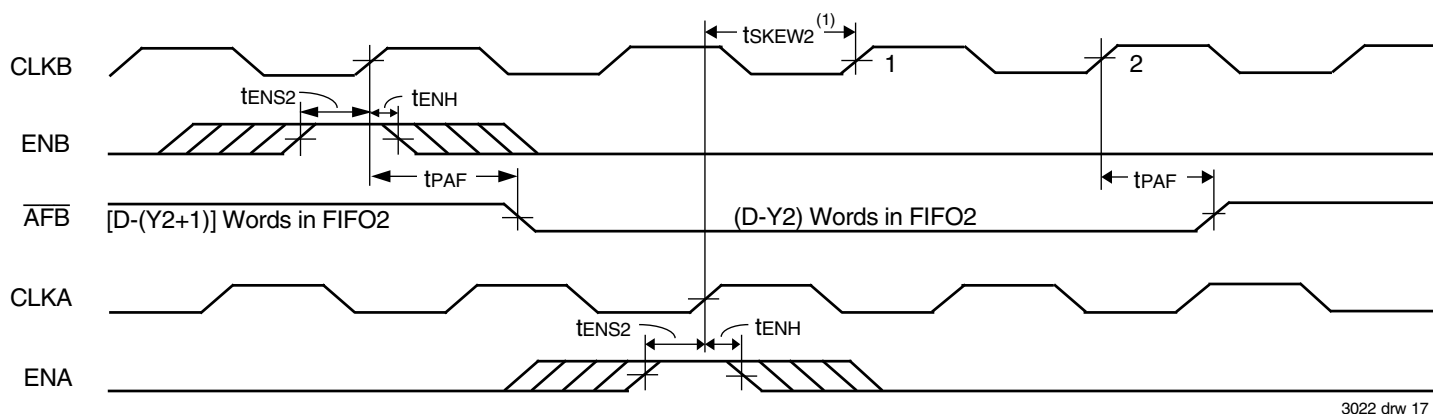 tSKEW2 (1)
CLKB
1
2
tENS2
tENH
ENB
tPAF
tPAF
AFB
[D-(Y2+1)] Words in FIFO2
(D-Y2) Words in FIFO2
CLKA
tENS2
tENH
ENA
3022 drw 17